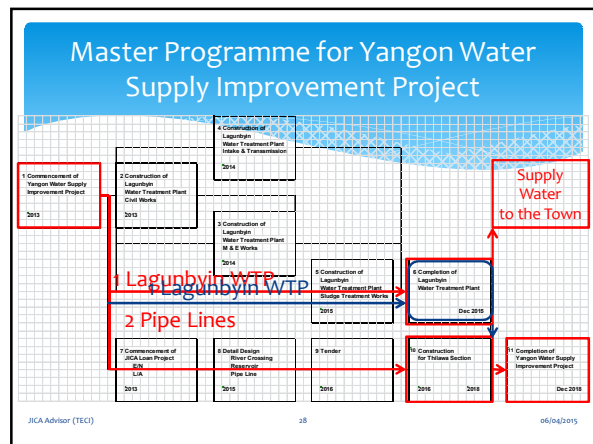 Master Programme for Yangon Water
Supply Improvement Project
4 Construction of
Lagunbyin
Water Treatment Plant
Intake & Transsmission
2014
1 Commencement of
Yangon Water Supply
Improvement Project
2013
2 Construction of
Lagunbyin
Water Treatment Plant
Civil Works
2013
Supply
Water
to the Town
3 Construction of
Lagunbyin
Water Treatment Plant
M & E Works
2014
1 Lagunbyin WTP
1 Lagunbyin WTP
5 Construction of
Lagunbyin
Water Treatment Plant
Sludge Treatment Works
2015
6 Completion of
Lagunbyin
Water Treatment Plant
Dec 2015
2 Pipe Lines
7 Commencement of
JICA Loan Project
E/N
L/A
2013
8 Detail Design
River Crossing
Reservoir
Pipe Line
2015
9 Tender
2016
10 Construction
for Thilawa Section
2016 2018
11 Completion of
Yangon Water Supply
Improvement Project
Dec 2018
JICA Advisor (TECI) 28 06/04/2015